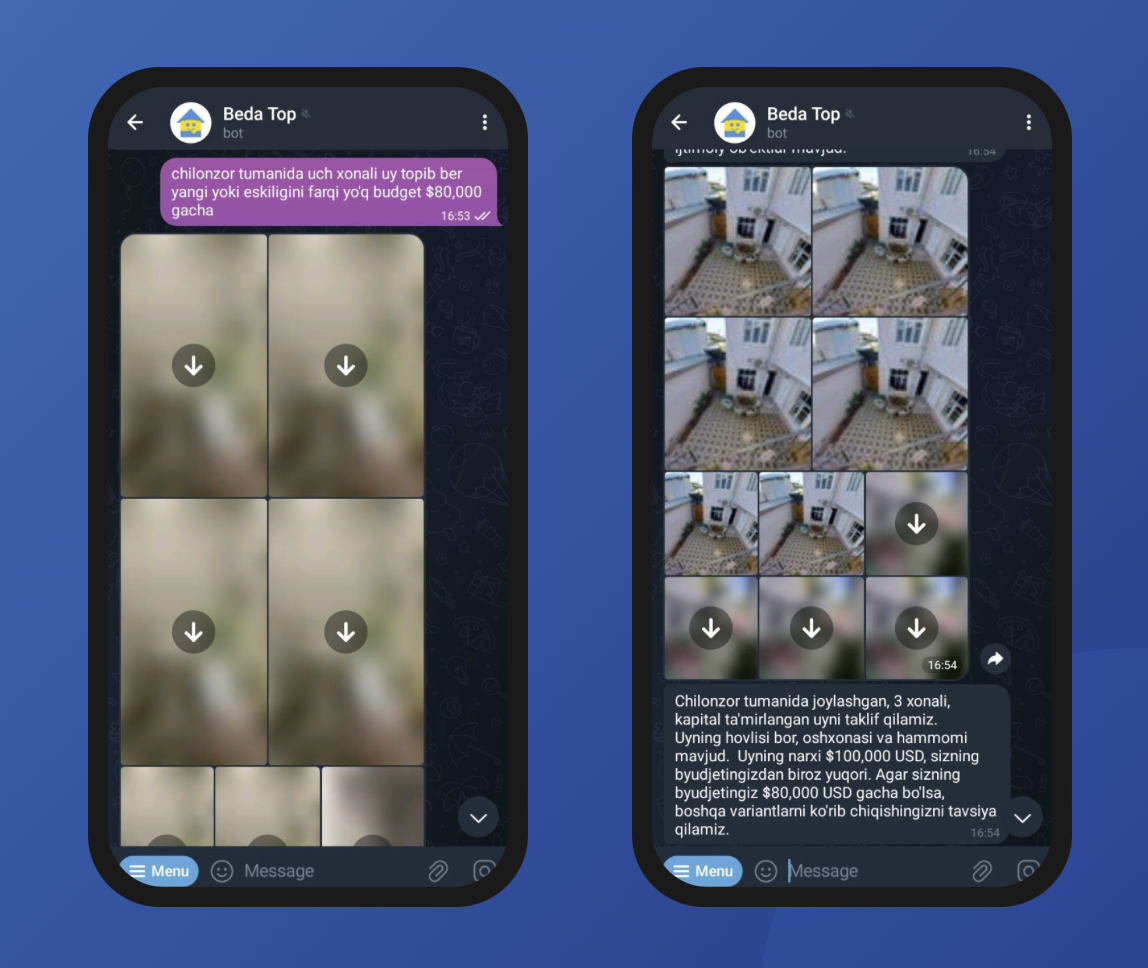 Beda Top
bot
chilonzor tumanida uch xonali uy topib ber
yangi yoki eskiligini farqi yo'q budget $80,000
gacha
16:53
Menu
Message
Beda Top
bot
ijtimoiy ob'ektlar mavjud.
16:54
16:54
Chilonzor tumanida joylashgan, 3 xonali,
kapital ta'mirlangan uyni taklif qilamiz.
Uyning hovlisi bor, oshxonasi va hammomi
mavjud. Uyning narxi $100,000 USD, sizning
byudjetingizdan biroz yuqori. Agar sizning
byudjetingiz $80,000 USD gacha bo'lsa,
boshqa variantlarni ko'rib chiqishingizni tavsiya
qilamiz.
16:54
Menu
Message